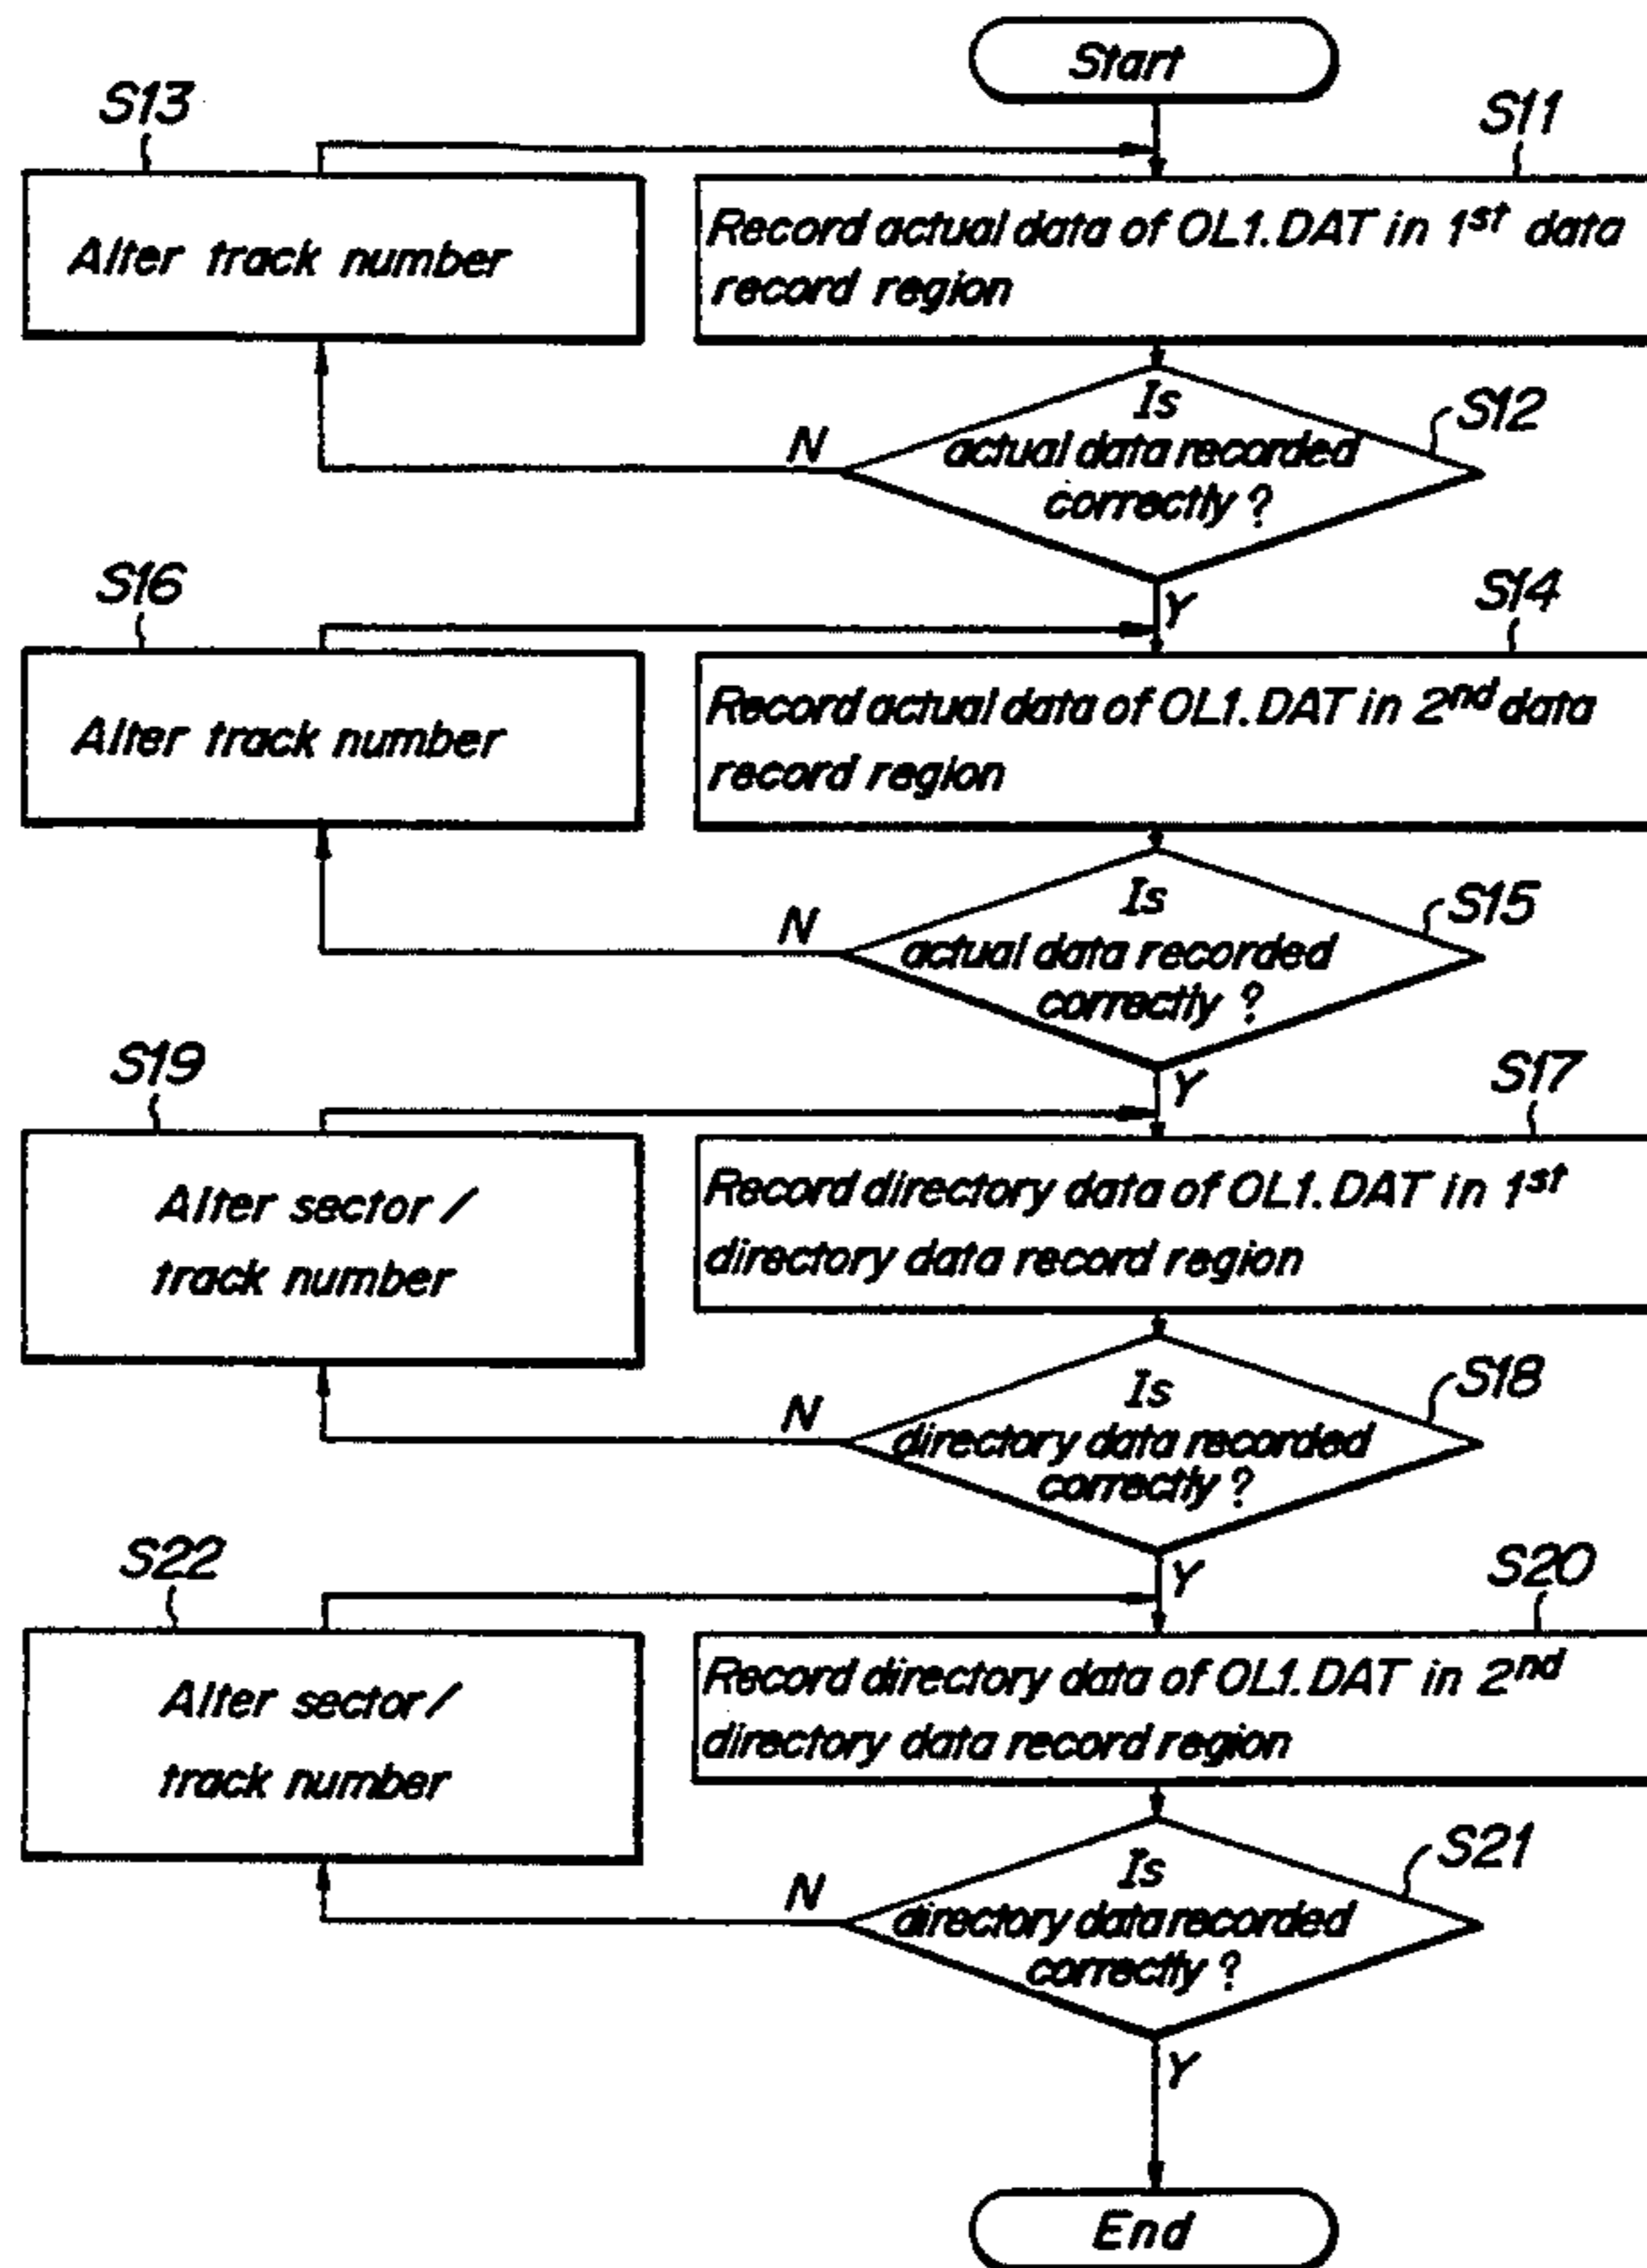 Start
S13
S11
Alter track number
Record actual data of OL1.DAT in 1st data
record region
Is
actual data recorded
correctly ?
S12
N
Y
S16
S14
Alter track number
Record actual data of OL1.DAT in 2nd data
record region
Is
actual data recorded
correctly ?
S15
N
Y
S19
S17
Alter sector /
track number
Record directory data of OL1.DAT in 1st
directory data record region
Is
directory data recorded
correctly ?
S18
N
Y
S22
S20
Alter sector /
track number
Record directory data of OL1.DAT in 2nd
directory data record region
Is
directory data recorded
correctly ?
S21
N
Y
End